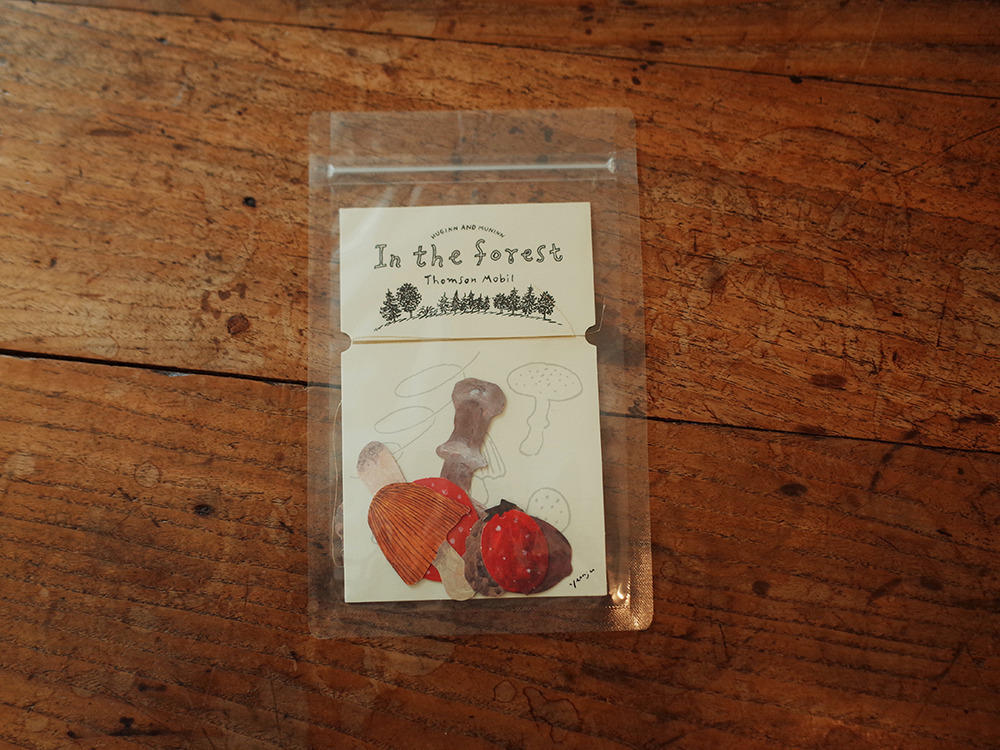 HUGINN AND MUNINN
In the forest
Thomson Mobil